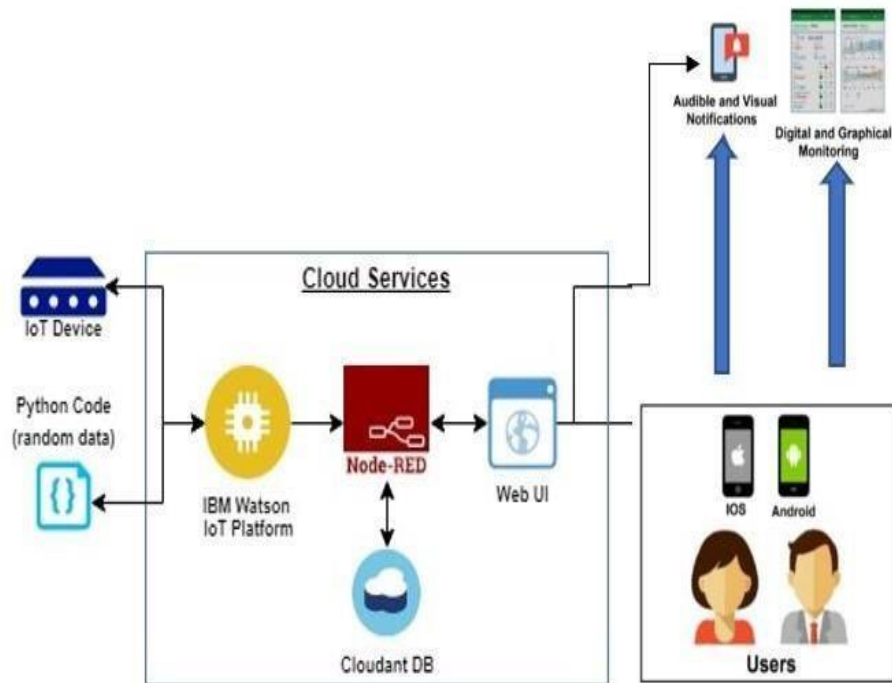 Audible and Visual
Notifications
Digital and Graphical
Monitoring
Cloud Services
IoT Device
Python Code
(random data)
IBM Watson
IoT Platform
Node-RED
Web UI
Cloudant DB
IOS
Android
Users